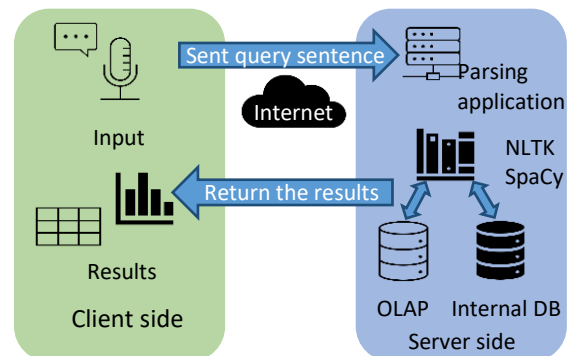 Sent query sentence
Parsing
application
Internet
Input
NLTK
SpaCy
Return the results
Results
OLAP
Internal DB
Client side
Server side